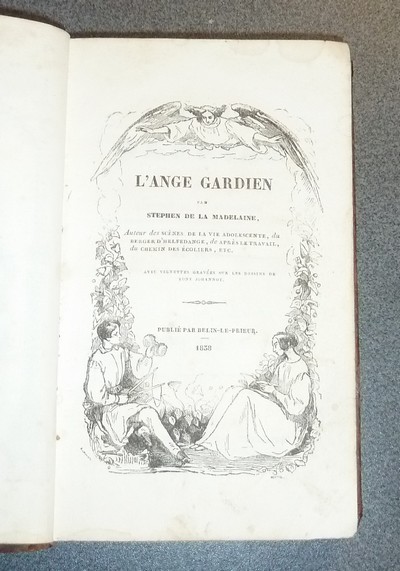 L'ANGE GARDIEN
PAR
STEPHEN DE LA MADELAINE,
Auteur des SCÈNES DE LA VIE ADOLESCENTE, du
BERGER D'HELFEDANGE, de APRÈS LE TRAVAIL,
du CHEMIN DES ÉCOLIERS, ETC.
AVEC VIGNETTES GRAVÉES SUR LES DESSINS DE
TONY JOHANNOT.
PUBLIÉ PAR BELIN-LE-PRIEUR,
1838